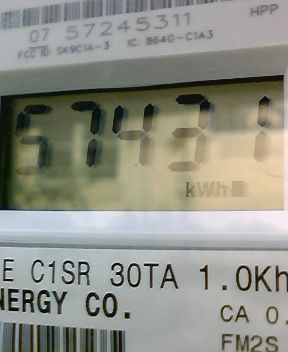 HPP
07 57245311
FCC ID: SK9C1A-3 IC: 864G-C1A3
57431
kWh
E C1SR 30TA 1.0Kh
NERGY CO.
CA 0.
FM2S